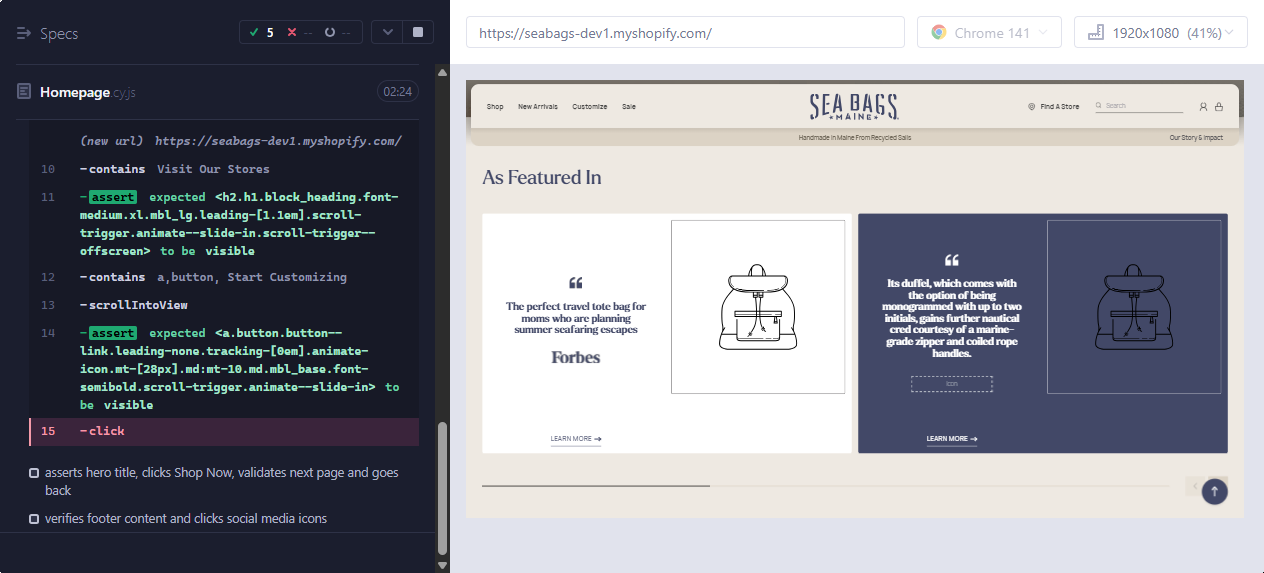 Specs
5 -- --
https://seabags-dev1.myshopify.com/
Chrome 141
1920x1080 (41%)
Homepage.cy.js
02:24
(new url) https://seabags-dev1.myshopify.com/
10 -contains Visit Our Stores
11 -assert expected <h2.h1.block_heading.font-
medium.xl.mbl_lg.leading-[1.1em].scroll-
trigger.animate--slide-in.scroll-trigger--
offscreen> to be visible
12 -contains a,button, Start Customizing
13 -scrollIntoView
14 -assert expected <a.button.button--
link.leading-none.tracking-[0em].animate-
icon.mt-[28px].md:mt-10.md.mbl_base.font-
semibold.scroll-trigger.animate--slide-in> to
be visible
15 -click
asserts hero title, clicks Shop Now, validates next page and goes
back
verifies footer content and clicks social media icons
Shop New Arrivals Customize Sale
SEA BAGS
MAINE
Find A Store
Search
Handmade in Maine From Recycled Sails
Our Story & Impact
As Featured In
“
The perfect travel tote bag for
moms who are planning
summer seafaring escapes
Forbes
LEARN MORE →
“
Its duffel, which comes with
the option of being
monogrammed with up to two
initials, gains further nautical
cred courtesy of a marine-
grade zipper and coiled rope
handles.
Icon
LEARN MORE →